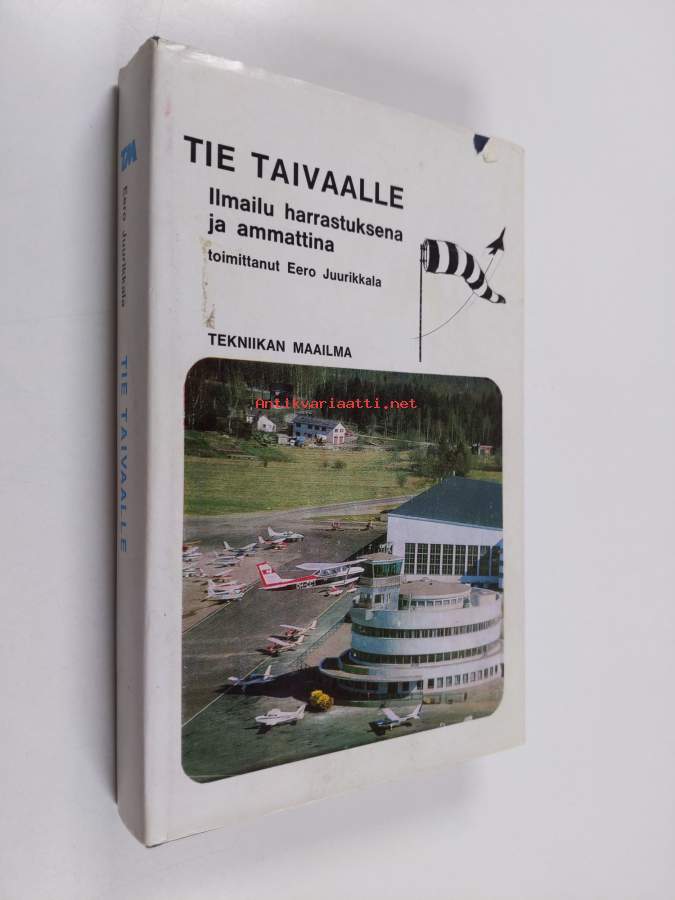 TIE TAIVAALLE
Ilmailu harrastuksena
ja ammattina
toimittanut Eero Juurikkala
TEKNIIKAN MAAILMA
Antikvariaatti.net
Eero Juurikkala
TIE TAIVAALLE